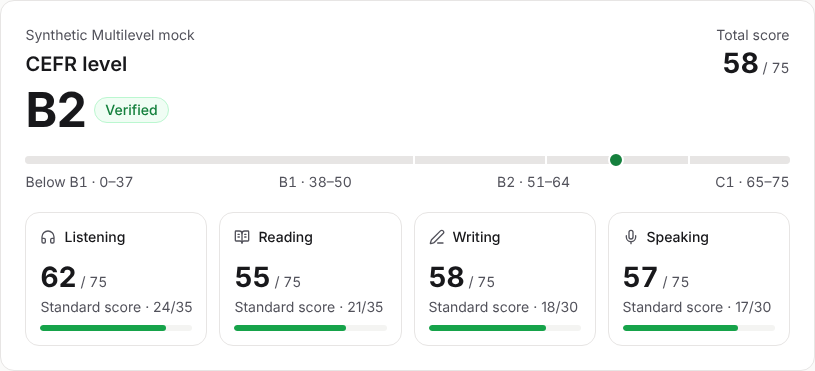 Synthetic Multilevel mock
CEFR level
B2 Verified
Total score
58 / 75
Below B1 · 0–37
B1 · 38–50
B2 · 51–64
C1 · 65–75
Listening
62 / 75
Standard score · 24/35
Reading
55 / 75
Standard score · 21/35
Writing
58 / 75
Standard score · 18/30
Speaking
57 / 75
Standard score · 17/30